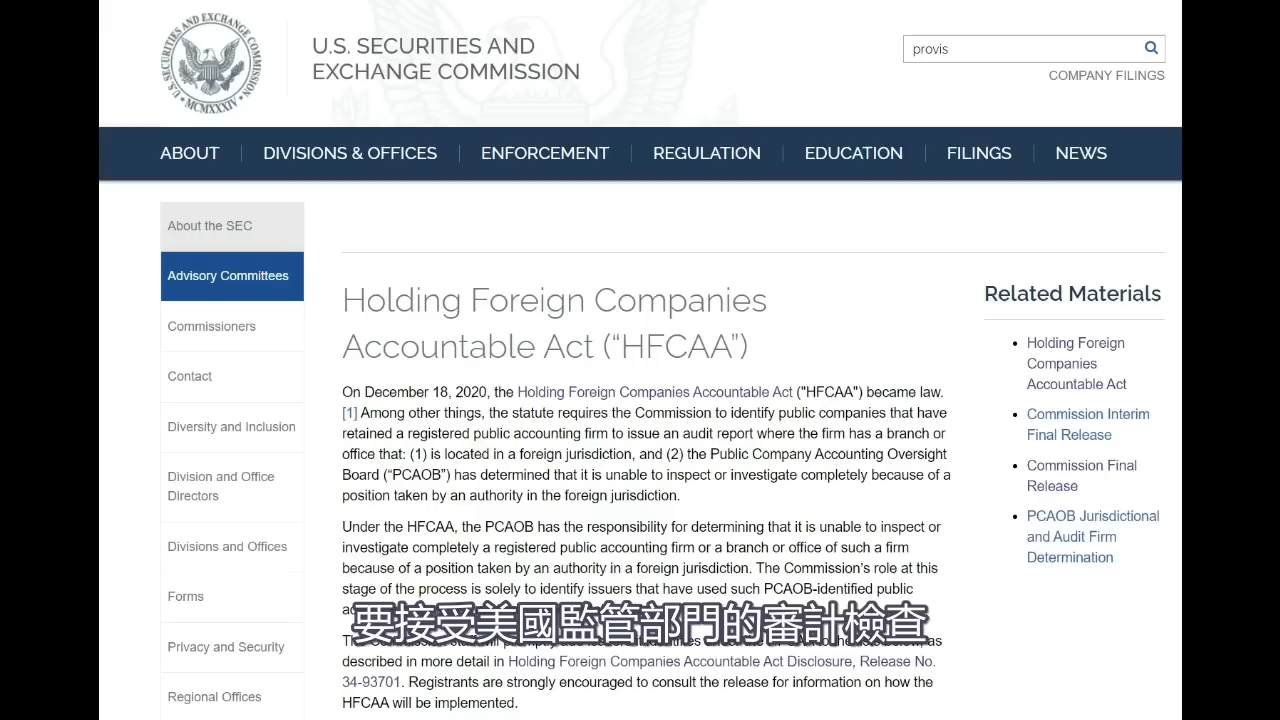 U.S. SECURITIES AND
EXCHANGE COMMISSION
U.S. SECURITIES AND EXCHANGE COMMISSION
MCMXXXIV
provis
COMPANY FILINGS
ABOUT
DIVISIONS & OFFICES
ENFORCEMENT
REGULATION
EDUCATION
FILINGS
NEWS
About the SEC
Advisory Committees
Commissioners
Contact
Diversity and Inclusion
Division and Office
Directors
Divisions and Offices
Forms
Privacy and Security
Regional Offices
Holding Foreign Companies
Accountable Act (“HFCAA”)
On December 18, 2020, the Holding Foreign Companies Accountable Act ("HFCAA") became law.
[1] Among other things, the statute requires the Commission to identify public companies that have
retained a registered public accounting firm to issue an audit report where the firm has a branch or
office that: (1) is located in a foreign jurisdiction, and (2) the Public Company Accounting Oversight
Board (“PCAOB”) has determined that it is unable to inspect or investigate completely because of a
position taken by an authority in the foreign jurisdiction.
Under the HFCAA, the PCAOB has the responsibility for determining that it is unable to inspect or
investigate completely a registered public accounting firm or a branch or office of such a firm
because of a position taken by an authority in a foreign jurisdiction. The Commission’s role at this
stage of the process is solely to identify issuers that have used such PCAOB-identified public
要接受美國監管部門的審計檢查
described in more detail in Holding Foreign Companies Accountable Act Disclosure, Release No.
34-93701. Registrants are strongly encouraged to consult the release for information on how the
HFCAA will be implemented.
Related Materials
Holding Foreign
Companies
Accountable Act
Commission Interim
Final Release
Commission Final
Release
PCAOB Jurisdictional
and Audit Firm
Determination